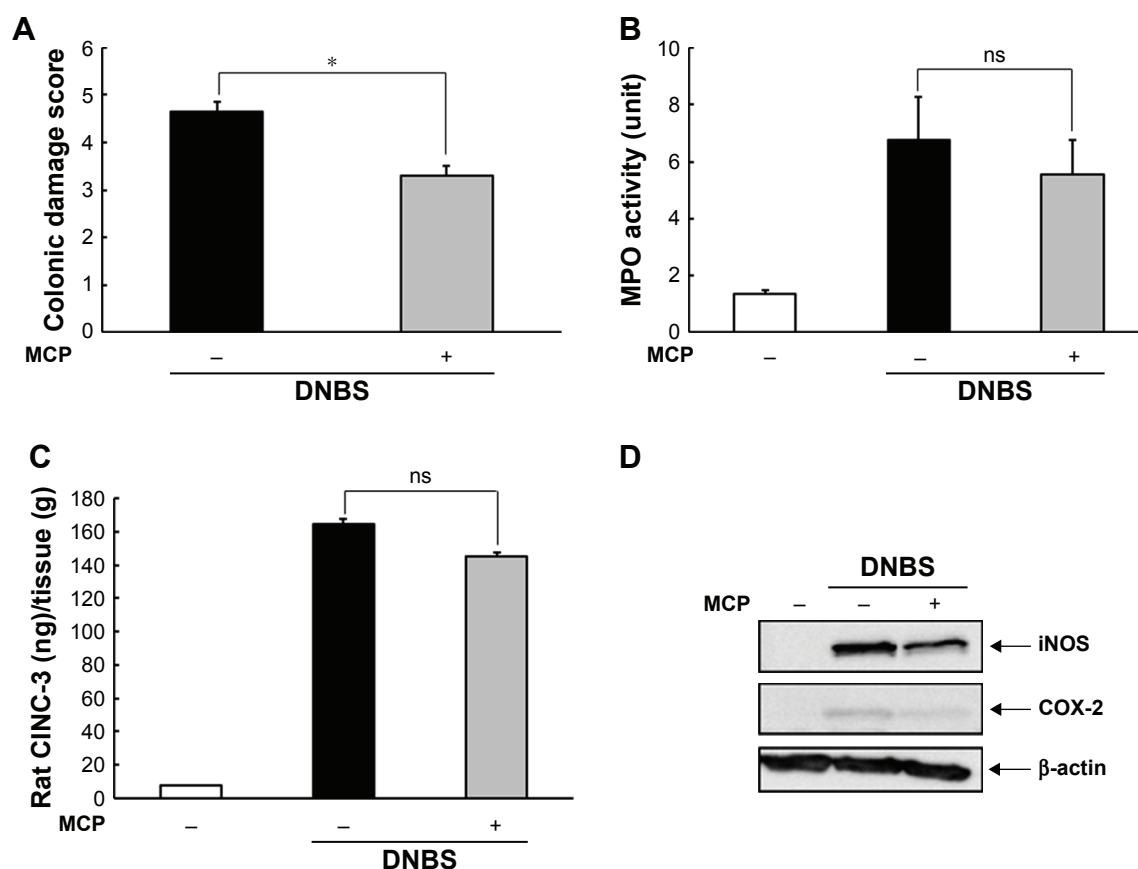 A
Colonic damage score
6
5
4
3
2
1
0
*
MCP – +
DNBS
B
MPO activity (unit)
10
8
6
4
2
0
ns
MCP – – +
DNBS
C
Rat CINC-3 (ng)/tissue (g)
180
160
140
120
100
80
60
40
20
0
ns
MCP – – +
DNBS
D
DNBS
MCP – – +
iNOS
COX-2
β-actin